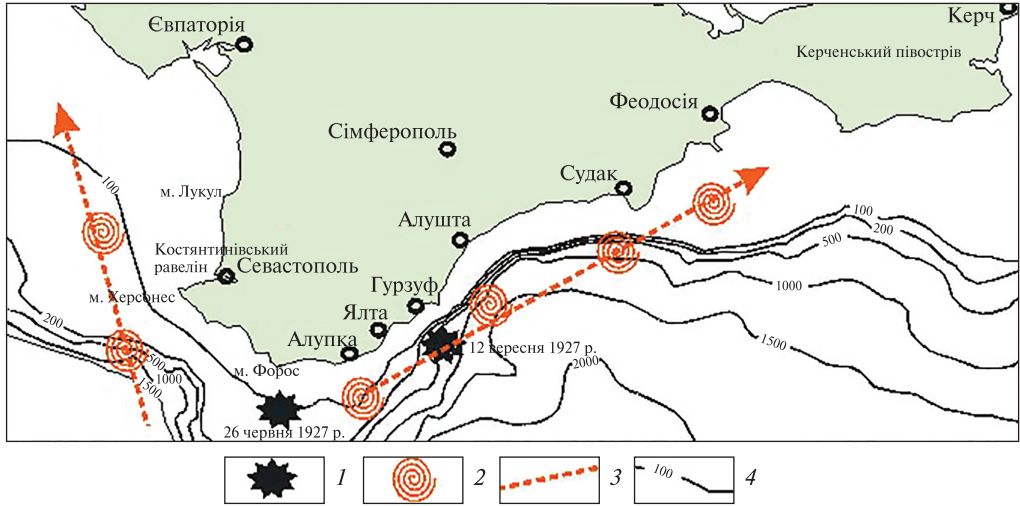 Керч
Євпаторія
Керченський півострів
Феодосія
Сімферополь
Судак
100
м. Лукул
100
200
Алушта
500
Костянтинівський
равелін
Севастополь
1000
Гурзуф
м. Херсонес
Ялта
200
Алупка
1500
12 вересня 1927 р.
500
2000
м. Форос
1000
1500
26 червня 1927 р.
1
2
3
100
4